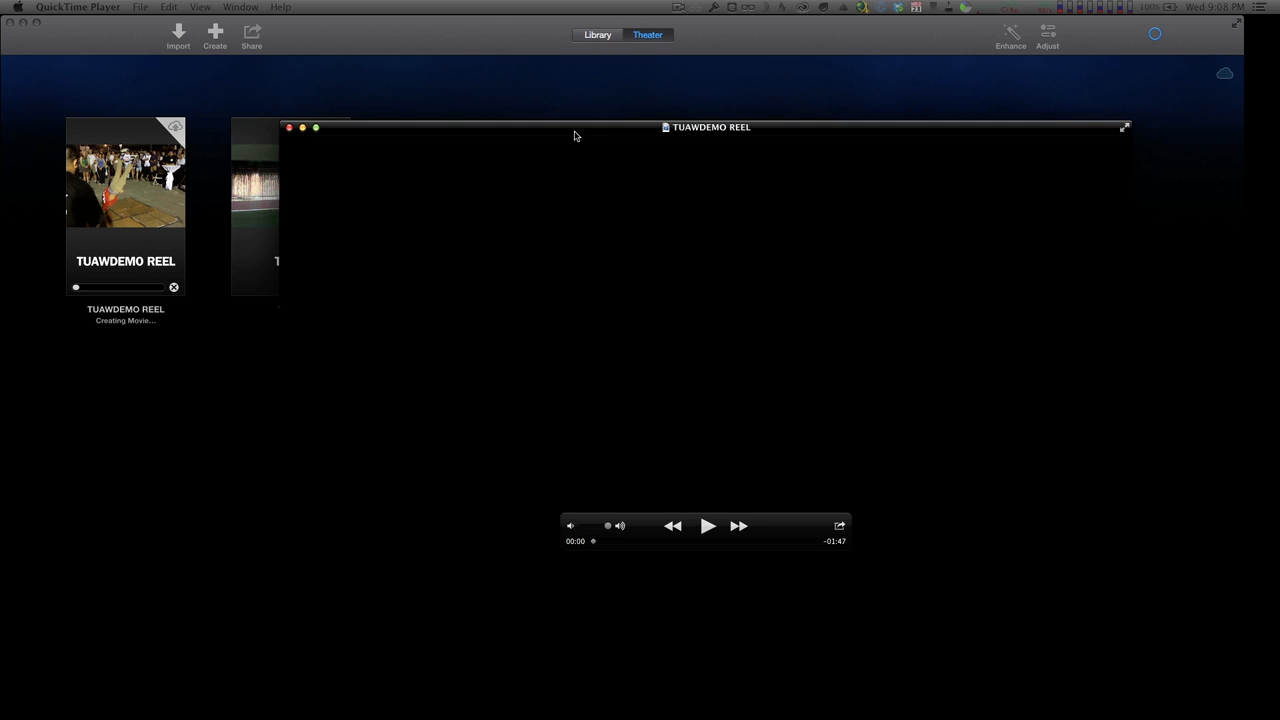 QuickTime Player File Edit View Window Help 100% Wed 9:08 PM
Import Create Share Library Theater Enhance Adjust
TUAWDEMO REEL
TUAWDEMO REEL
TUAWDEMO REEL
Creating Movie...
00:00 -01:47